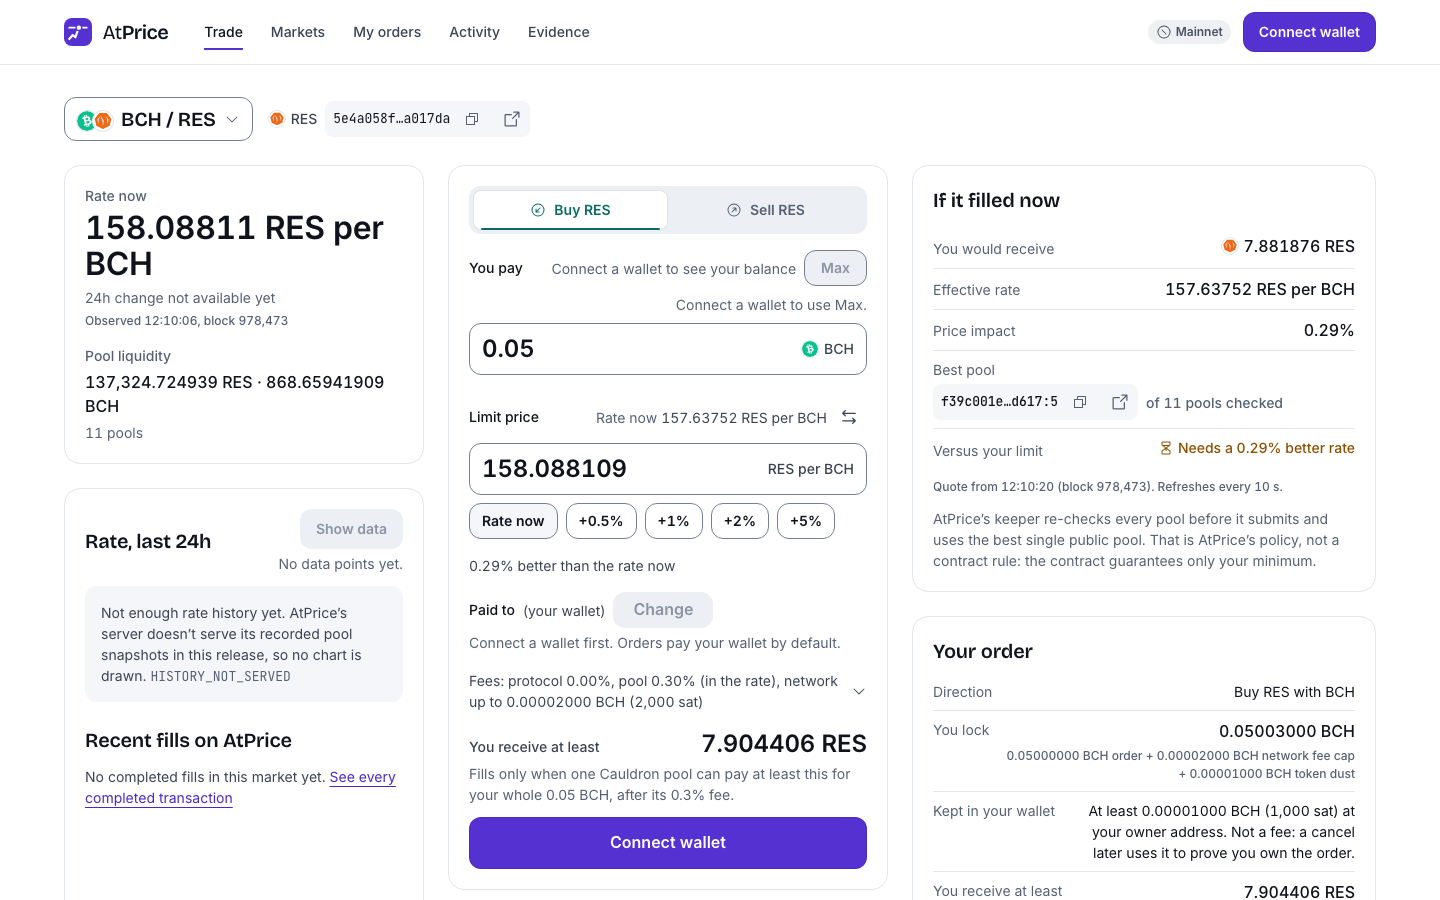 AtPrice
Trade
Markets
My orders
Activity
Evidence
Mainnet
Connect wallet
BCH / RES
RES
5e4a058f…a017da
Rate now
158.08811 RES per
BCH
24h change not available yet
Observed 12:10:06, block 978,473
Pool liquidity
137,324.724939 RES · 868.65941909
BCH
11 pools
Rate, last 24h
Show data
No data points yet.
Not enough rate history yet. AtPrice’s
server doesn’t serve its recorded pool
snapshots in this release, so no chart is
drawn. HISTORY_NOT_SERVED
Recent fills on AtPrice
No completed fills in this market yet. See every
completed transaction
Buy RES
Sell RES
You pay
Connect a wallet to see your balance
Max
Connect a wallet to use Max.
0.05
BCH
Limit price
Rate now 157.63752 RES per BCH
158.088109
RES per BCH
Rate now
+0.5%
+1%
+2%
+5%
0.29% better than the rate now
Paid to (your wallet)
Change
Connect a wallet first. Orders pay your wallet by default.
Fees: protocol 0.00%, pool 0.30% (in the rate), network
up to 0.00002000 BCH (2,000 sat)
You receive at least
7.904406 RES
Fills only when one Cauldron pool can pay at least this for
your whole 0.05 BCH, after its 0.3% fee.
Connect wallet
If it filled now
You would receive
7.881876 RES
Effective rate
157.63752 RES per BCH
Price impact
0.29%
Best pool
f39c001e…d617:5
of 11 pools checked
Versus your limit
Needs a 0.29% better rate
Quote from 12:10:20 (block 978,473). Refreshes every 10 s.
AtPrice’s keeper re-checks every pool before it submits and
uses the best single public pool. That is AtPrice’s policy, not a
contract rule: the contract guarantees only your minimum.
Your order
Direction
Buy RES with BCH
You lock
0.05003000 BCH
0.05000000 BCH order + 0.00002000 BCH network fee cap
+ 0.00001000 BCH token dust
Kept in your wallet
At least 0.00001000 BCH (1,000 sat) at
your owner address. Not a fee: a cancel
later uses it to prove you own the order.
You receive at least
7.904406 RES